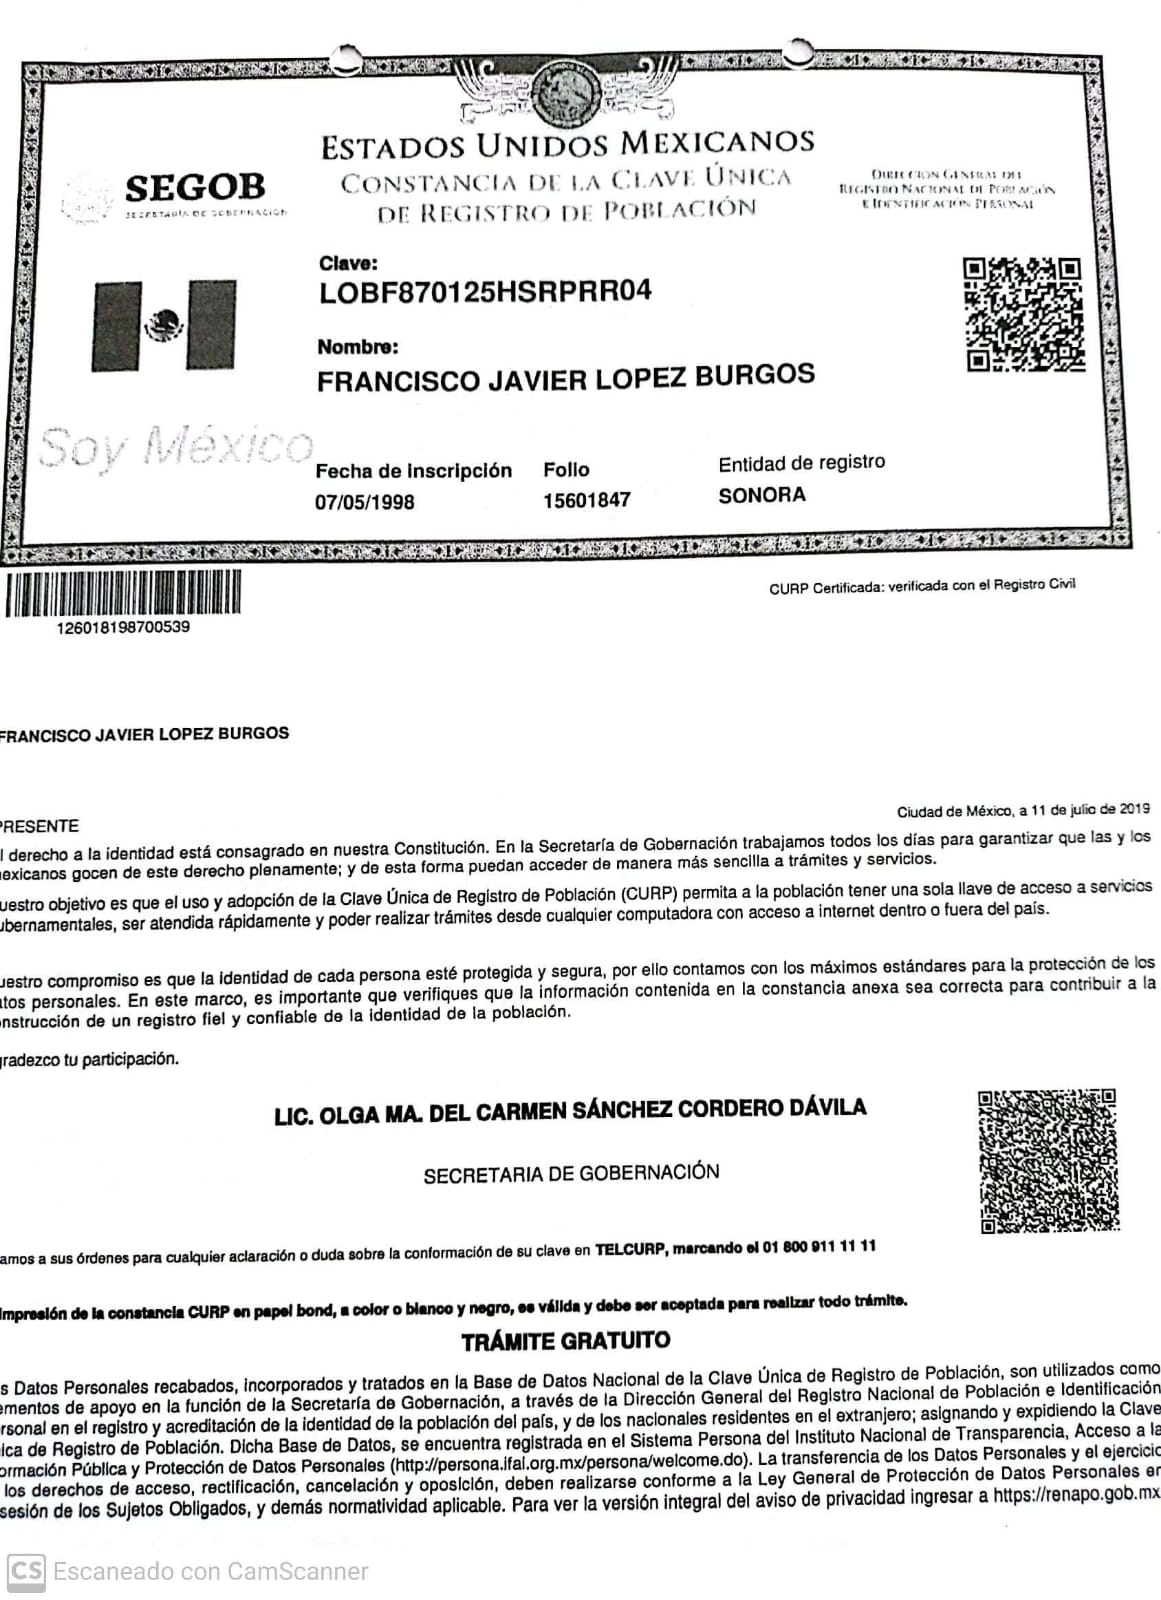 ESTADOS UNIDOS MEXICANOS
CONSTANCIA DE LA CLAVE ÚNICA
DE REGISTRO DE POBLACIÓN
SEGOB
SECRETARÍA DE GOBERNACIÓN
DIRECCIÓN GENERAL DEL
REGISTRO NACIONAL DE POBLACIÓN
E IDENTIFICACIÓN PERSONAL
Clave:
LOBF870125HSRPRR04
Nombre:
FRANCISCO JAVIER LOPEZ BURGOS
Soy México
Fecha de inscripción Folio Entidad de registro
07/05/1998 15601847 SONORA
CURP Certificada: verificada con el Registro Civil
126018198700539
FRANCISCO JAVIER LOPEZ BURGOS
Ciudad de México, a 11 de julio de 2019
PRESENTE
l derecho a la identidad está consagrado en nuestra Constitución. En la Secretaría de Gobernación trabajamos todos los días para garantizar que las y los
exicanos gocen de este derecho plenamente; y de esta forma puedan acceder de manera más sencilla a trámites y servicios.
uestro objetivo es que el uso y adopción de la Clave Única de Registro de Población (CURP) permita a la población tener una sola llave de acceso a servicios
ubernamentales, ser atendida rápidamente y poder realizar trámites desde cualquier computadora con acceso a internet dentro o fuera del país.
uestro compromiso es que la identidad de cada persona esté protegida y segura, por ello contamos con los máximos estándares para la protección de los
atos personales. En este marco, es importante que verifiques que la información contenida en la constancia anexa sea correcta para contribuir a la
onstrucción de un registro fiel y confiable de la identidad de la población.
gradezco tu participación.
LIC. OLGA MA. DEL CARMEN SÁNCHEZ CORDERO DÁVILA
SECRETARIA DE GOBERNACIÓN
amos a sus órdenes para cualquier aclaración o duda sobre la conformación de su clave en TELCURP, marcando el 01 800 911 11 11
impresión de la constancia CURP en papel bond, a color o blanco y negro, es válida y debe ser aceptada para realizar todo trámite.
TRÁMITE GRATUITO
s Datos Personales recabados, incorporados y tratados en la Base de Datos Nacional de la Clave Única de Registro de Población, son utilizados como
ementos de apoyo en la función de la Secretaría de Gobernación, a través de la Dirección General del Registro Nacional de Población e Identificación
rsonal en el registro y acreditación de la identidad de la población del país, y de los nacionales residentes en el extranjero; asignando y expidiendo la Clave
ica de Registro de Población. Dicha Base de Datos, se encuentra registrada en el Sistema Persona del Instituto Nacional de Transparencia, Acceso a la
ormación Pública y Protección de Datos Personales (http://persona.ifai.org.mx/persona/welcome.do). La transferencia de los Datos Personales y el ejercicio
los derechos de acceso, rectificación, cancelación y oposición, deben realizarse conforme a la Ley General de Protección de Datos Personales en
sesión de los Sujetos Obligados, y demás normatividad aplicable. Para ver la versión integral del aviso de privacidad ingresar a https://renapo.gob.mx
CS Escaneado con CamScanner